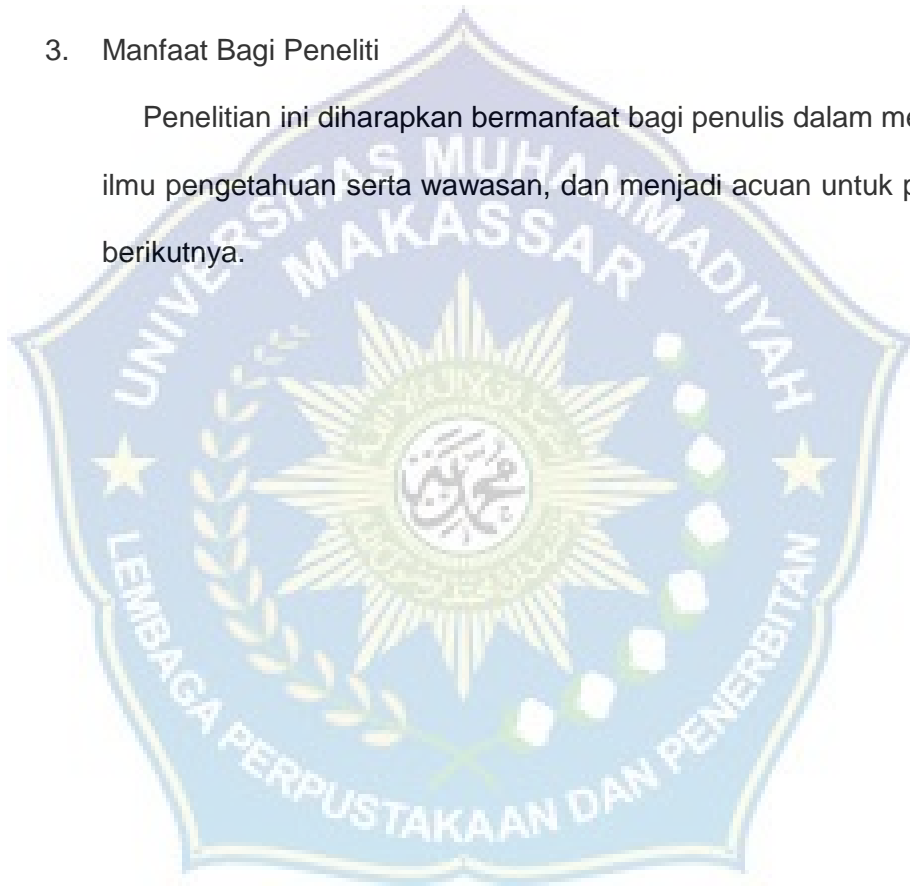 3. Manfaat Bagi Peneliti
Penelitian ini diharapkan bermanfaat bagi penulis dalam
ilmu pengetahuan serta wawasan, dan menjadi acuan untuk
berikutnya.
UNIVERSITAS MUHAMMADIYAH
MAKASSAR
محمد
LEMBAGA PERPUSTAKAAN DAN PENERBITAN